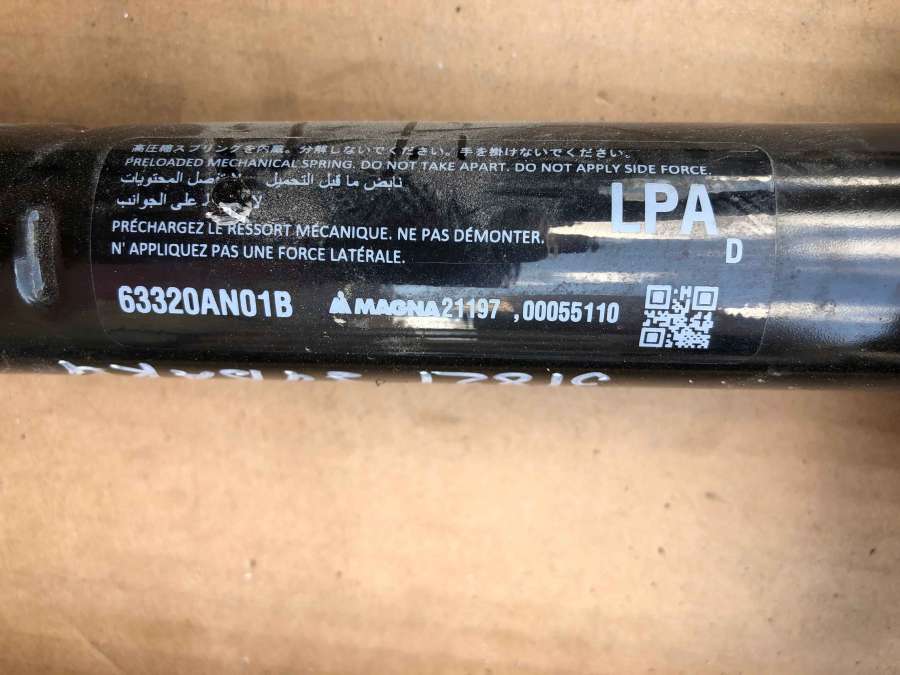 高圧縮スプリングを内蔵。分解しないでください。手を掛けないでください。
PRELOADED MECHANICAL SPRING. DO NOT TAKE APART. DO NOT APPLY SIDE FORCE.
نابض ما قبل التحميل المحتويات
على الجوانب
LPA
PRÉCHARGEZ LE RESSORT MÉCANIQUE. NE PAS DÉMONTER.
D
N' APPLIQUEZ PAS UNE FORCE LATÉRALE.
63320AN01B MAGNA 21197 ,00055110